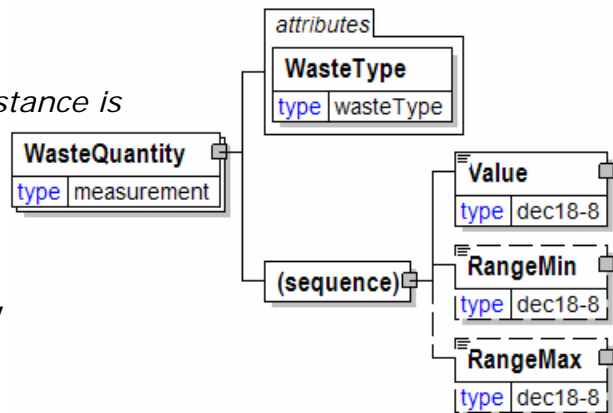 attributes
WasteType
type wasteType
stance is
WasteQuantity
type measurement
Value
type dec18-8
(sequence)
RangeMin
type dec18-8
RangeMax
type dec18-8